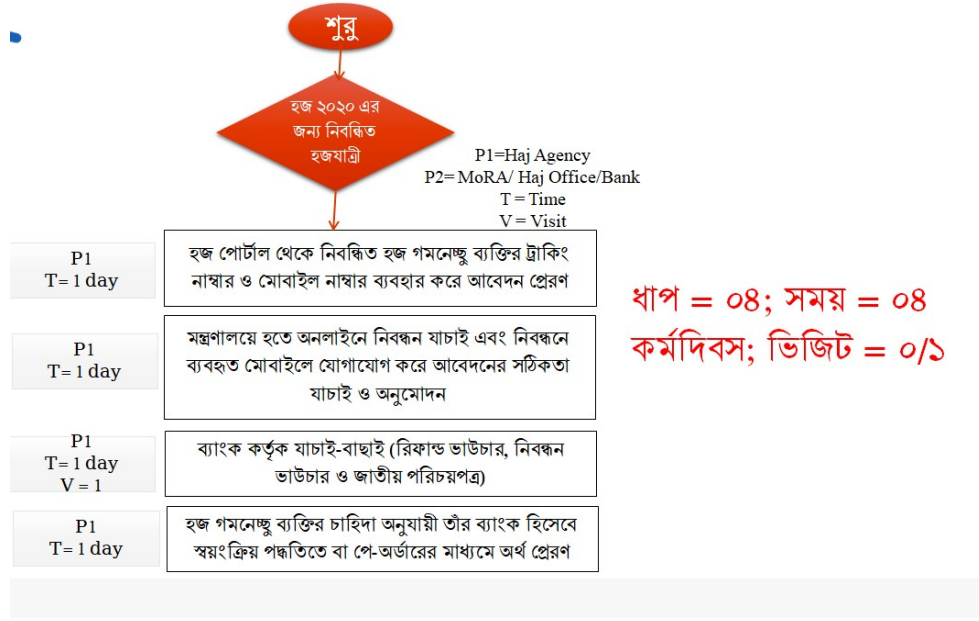 শুরু
হজ ২০২০ এর
জন্য নিবন্ধিত
হজযাত্রী
P1=Haj Agency
P2= MoRA/ Haj Office/Bank
T = Time
V = Visit
P1
T= 1 day
হজ পোর্টাল থেকে নিবন্ধিত হজ গমনেচ্ছু ব্যক্তির ট্রাকিং
নাম্বার ও মোবাইল নাম্বার ব্যবহার করে আবেদন প্রেরণ
P1
T= 1 day
মন্ত্রণালয়ে হতে অনলাইনে নিবন্ধন যাচাই এবং নিবন্ধনে
ব্যবহৃত মোবাইলে যোগাযোগ করে আবেদনের সঠিকতা
যাচাই ও অনুমোদন
P1
T= 1 day
V = 1
ব্যাংক কর্তৃক যাচাই-বাছাই (রিফান্ড ভাউচার, নিবন্ধন
ভাউচার ও জাতীয় পরিচয়পত্র)
P1
T= 1 day
হজ গমনেচ্ছু ব্যক্তির চাহিদা অনুযায়ী তাঁর ব্যাংক হিসেবে
স্বয়ংক্রিয় পদ্ধতিতে বা পে-অর্ডারের মাধ্যমে অর্থ প্রেরণ
ধাপ = ০৪; সময় = ০৪
কর্মদিবস; ভিজিট = ০/১